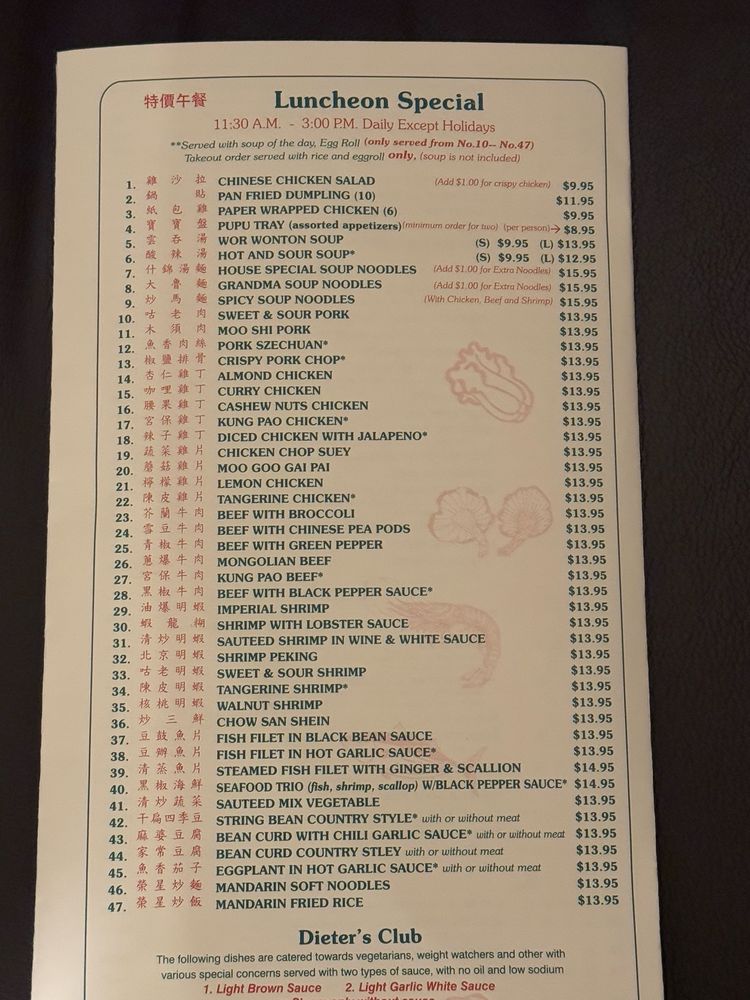 特價午餐 Luncheon Special
11:30 A.M. - 3:00 P.M. Daily Except Holidays
**Served with soup of the day, Egg Roll (only served from No.10-- No.47)
Takeout order served with rice and eggroll only, (soup is not included)
1. 雞沙拉 CHINESE CHICKEN SALAD (Add $1.00 for crispy chicken) $9.95
2. 鍋貼 PAN FRIED DUMPLING (10) $11.95
3. 紙包雞 PAPER WRAPPED CHICKEN (6) $9.95
4. 寶寶盤 PUPU TRAY (assorted appetizers) (minimum order for two) (per person)→ $8.95
5. 雲吞湯 WOR WONTON SOUP (S) $9.95 (L) $13.95
6. 酸辣湯 HOT AND SOUR SOUP* (S) $9.95 (L) $12.95
7. 什錦湯麵 HOUSE SPECIAL SOUP NOODLES (Add $1.00 for Extra Noodles) $15.95
8. 大魯麵 GRANDMA SOUP NOODLES (Add $1.00 for Extra Noodles) $15.95
9. 炒馬麵 SPICY SOUP NOODLES (With Chicken, Beef and Shrimp) $15.95
10. 咕老肉 SWEET & SOUR PORK $13.95
11. 木須肉 MOO SHI PORK $13.95
12. 魚香肉絲 PORK SZECHUAN* $13.95
13. 椒鹽排骨 CRISPY PORK CHOP* $13.95
14. 杏仁雞丁 ALMOND CHICKEN $13.95
15. 咖哩雞丁 CURRY CHICKEN $13.95
16. 腰果雞丁 CASHEW NUTS CHICKEN $13.95
17. 宮保雞丁 KUNG PAO CHICKEN* $13.95
18. 辣子雞丁 DICED CHICKEN WITH JALAPENO* $13.95
19. 蔬菜雞片 CHICKEN CHOP SUEY $13.95
20. 蘑菇雞片 MOO GOO GAI PAI $13.95
21. 檸檬雞片 LEMON CHICKEN $13.95
22. 陳皮雞片 TANGERINE CHICKEN* $13.95
23. 芥蘭牛肉 BEEF WITH BROCCOLI $13.95
24. 雪豆牛肉 BEEF WITH CHINESE PEA PODS $13.95
25. 青椒牛肉 BEEF WITH GREEN PEPPER $13.95
26. 蔥爆牛肉 MONGOLIAN BEEF $13.95
27. 宮保牛肉 KUNG PAO BEEF* $13.95
28. 黑椒牛肉 BEEF WITH BLACK PEPPER SAUCE* $13.95
29. 油爆明蝦 IMPERIAL SHRIMP $13.95
30. 蝦龍糊 SHRIMP WITH LOBSTER SAUCE $13.95
31. 清炒明蝦 SAUTEED SHRIMP IN WINE & WHITE SAUCE $13.95
32. 北京明蝦 SHRIMP PEKING $13.95
33. 咕老明蝦 SWEET & SOUR SHRIMP $13.95
34. 陳皮明蝦 TANGERINE SHRIMP* $13.95
35. 核桃明蝦 WALNUT SHRIMP $13.95
36. 炒三鮮 CHOW SAN SHEIN $13.95
37. 豆鼓魚片 FISH FILET IN BLACK BEAN SAUCE $13.95
38. 豆瓣魚片 FISH FILET IN HOT GARLIC SAUCE* $13.95
39. 清蒸魚片 STEAMED FISH FILET WITH GINGER & SCALLION $14.95
40. 黑椒海鮮 SEAFOOD TRIO (fish, shrimp, scallop) W/BLACK PEPPER SAUCE* $14.95
41. 清炒蔬菜 SAUTEED MIX VEGETABLE $13.95
42. 干扁四季豆 STRING BEAN COUNTRY STYLE* with or without meat $13.95
43. 麻婆豆腐 BEAN CURD WITH CHILI GARLIC SAUCE* with or without meat $13.95
44. 家常豆腐 BEAN CURD COUNTRY STLEY with or without meat $13.95
45. 魚香茄子 EGGPLANT IN HOT GARLIC SAUCE* with or without meat $13.95
46. 榮星炒麵 MANDARIN SOFT NOODLES $13.95
47. 榮星炒飯 MANDARIN FRIED RICE $13.95
Dieter's Club
The following dishes are catered towards vegetarians, weight watchers and other with
various special concerns served with two types of sauce, with no oil and low sodium
1. Light Brown Sauce 2. Light Garlic White Sauce